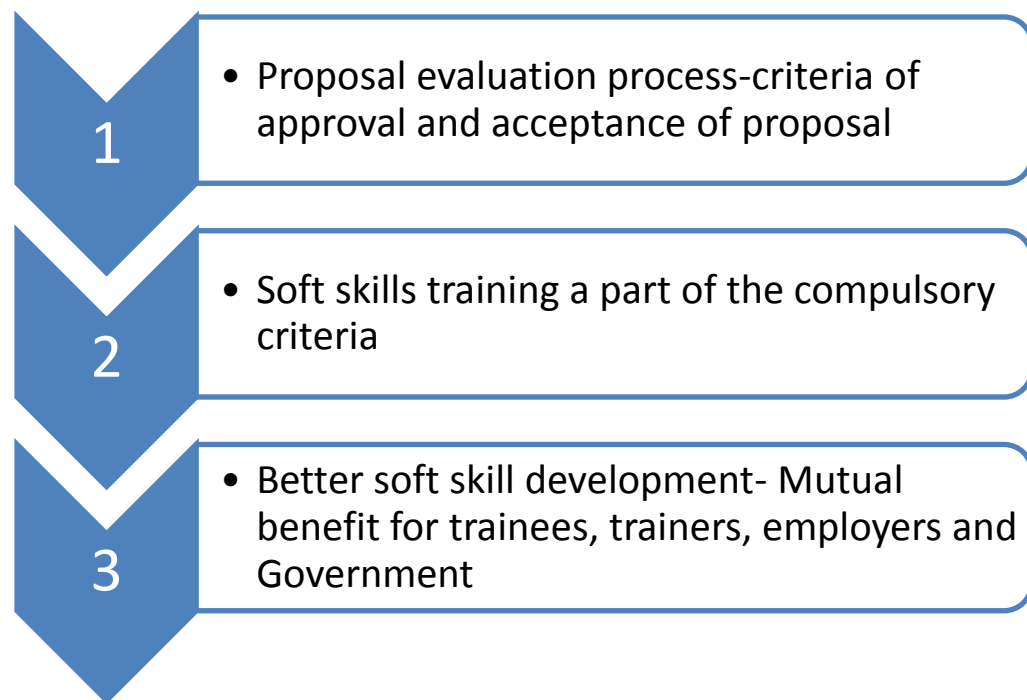 1
• Proposal evaluation process-criteria of
approval and acceptance of proposal
2
• Soft skills training a part of the compulsory
criteria
3
• Better soft skill development- Mutual
benefit for trainees, trainers, employers and
Government